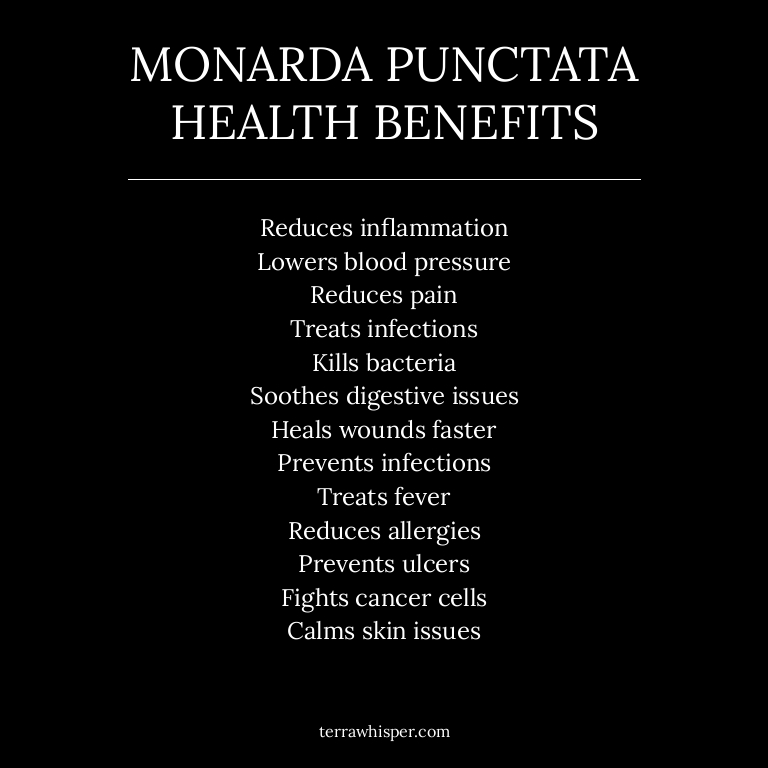 MONARDA PUNCTATA
HEALTH BENEFITS
Reduces inflammation
Lowers blood pressure
Reduces pain
Treats infections
Kills bacteria
Soothes digestive issues
Heals wounds faster
Prevents infections
Treats fever
Reduces allergies
Prevents ulcers
Fights cancer cells
Calms skin issues
terrawhisper.com